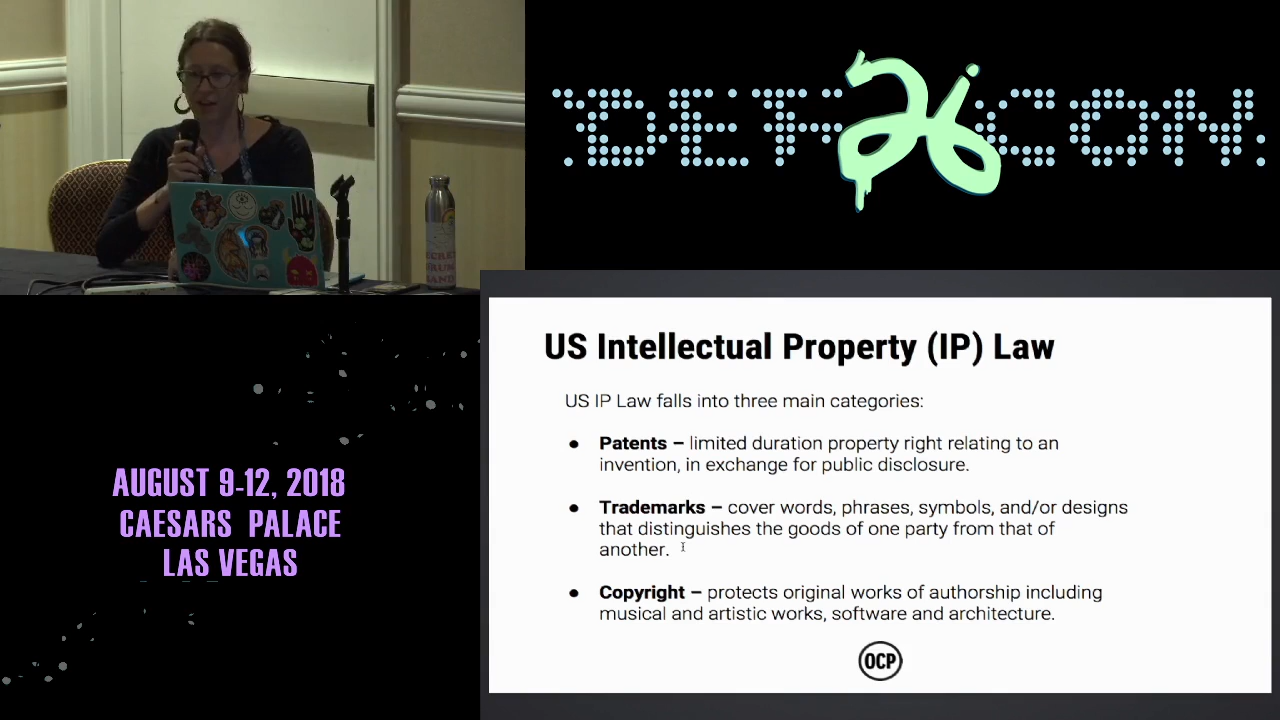 DEF 26 CON
US Intellectual Property (IP) Law
US IP Law falls into three main categories:
● Patents – limited duration property right relating to an
invention, in exchange for public disclosure.
● Trademarks – cover words, phrases, symbols, and/or designs
that distinguishes the goods of one party from that of
another.
● Copyright – protects original works of authorship including
musical and artistic works, software and architecture.
OCP
AUGUST 9-12, 2018
CAESARS PALACE
LAS VEGAS